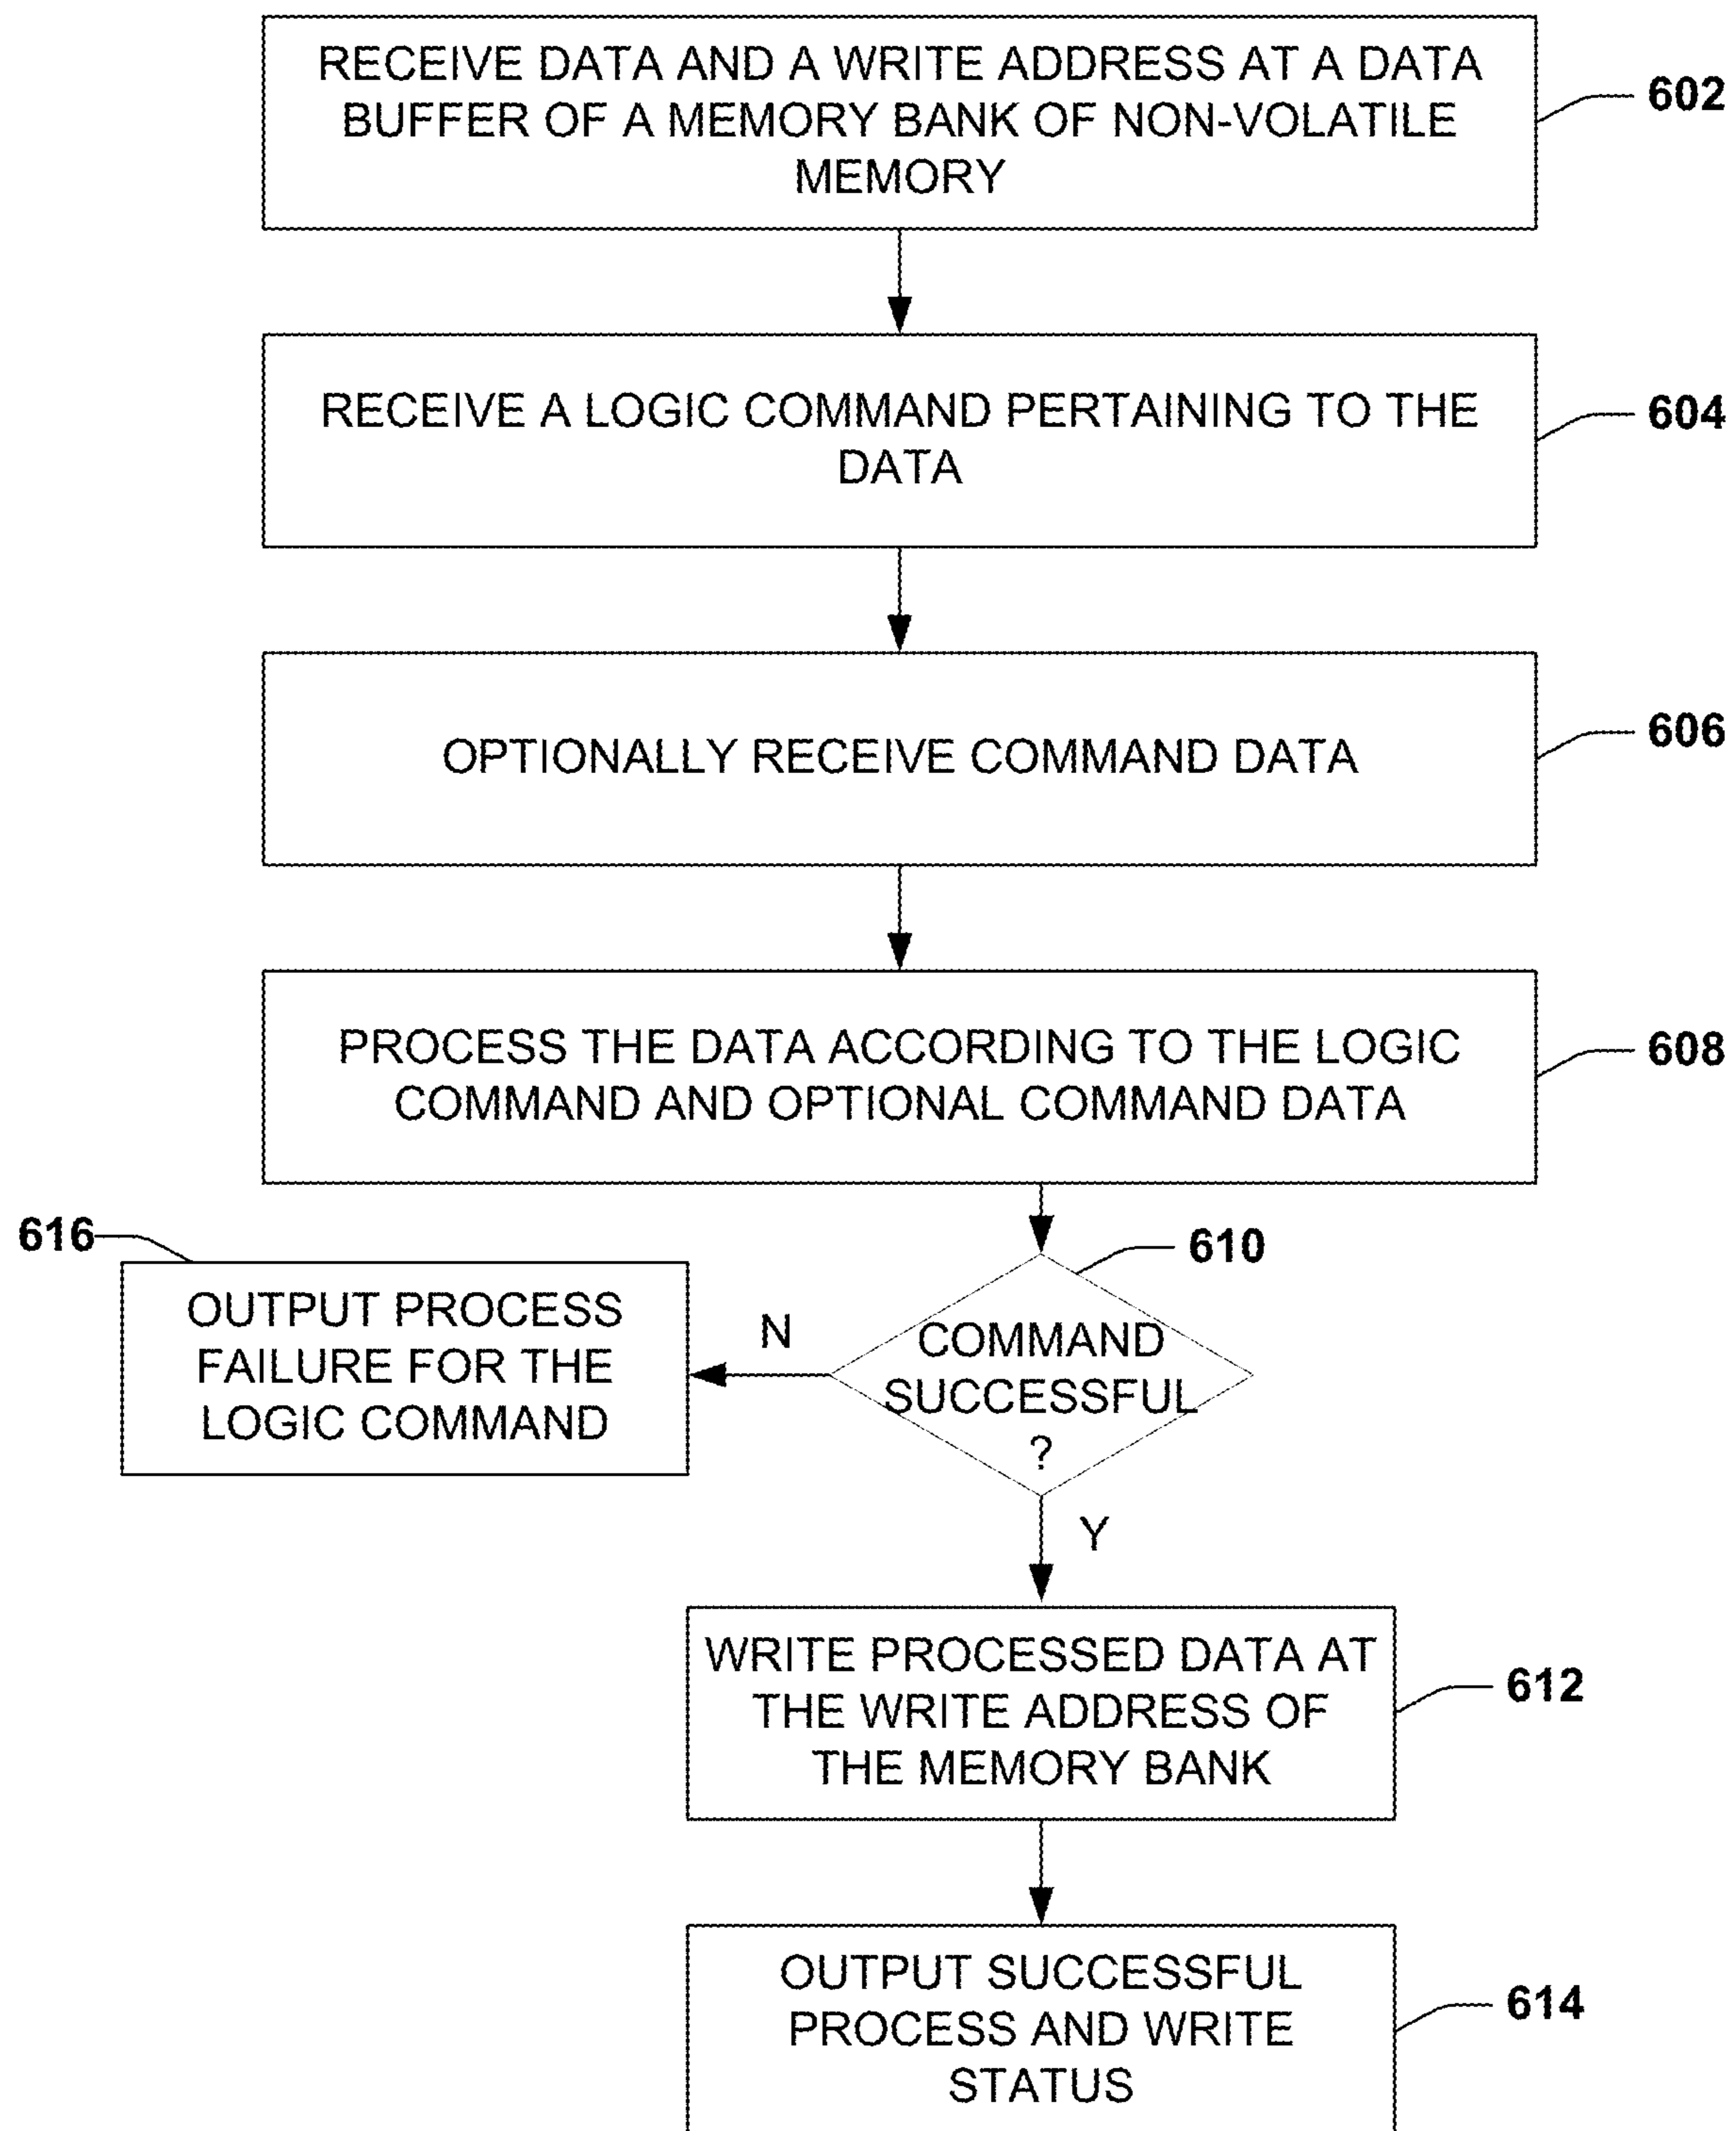 RECEIVE DATA AND A WRITE ADDRESS AT A DATA
BUFFER OF A MEMORY BANK OF NON-VOLATILE
MEMORY
602
RECEIVE A LOGIC COMMAND PERTAINING TO THE
DATA
604
OPTIONALLY RECEIVE COMMAND DATA
606
PROCESS THE DATA ACCORDING TO THE LOGIC
COMMAND AND OPTIONAL COMMAND DATA
608
616
OUTPUT PROCESS
FAILURE FOR THE
LOGIC COMMAND
N
610
COMMAND
SUCCESSFUL
?
Y
WRITE PROCESSED DATA AT
THE WRITE ADDRESS OF
THE MEMORY BANK
612
OUTPUT SUCCESSFUL
PROCESS AND WRITE
STATUS
614